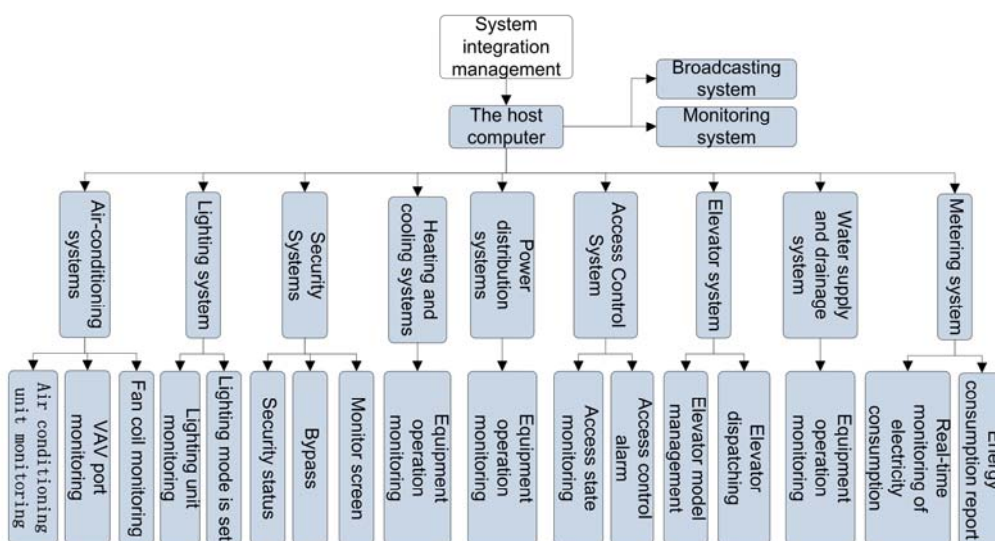 System
integration
management
Broadcasting
system
The host
computer
Monitoring
system
Air-conditioning
systems
Lighting system
Security
Systems
Heating and
cooling systems
Power
distribution
systems
Access Control
System
Elevator system
Water supply
and drainage
system
Metering system
Air conditioning
unit monitoring
VAV port
monitoring
Fan coil monitoring
Lighting unit
monitoring
Lighting mode is set
Security status
Bypass
Monitor screen
Equipment
operation
monitoring
Equipment
operation
monitoring
Access state
monitoring
Access control
alarm
Elevator model
management
Elevator
dispatching
Equipment
operation
monitoring
Real-time
monitoring of
electricity
consumption
Energy
consumption report